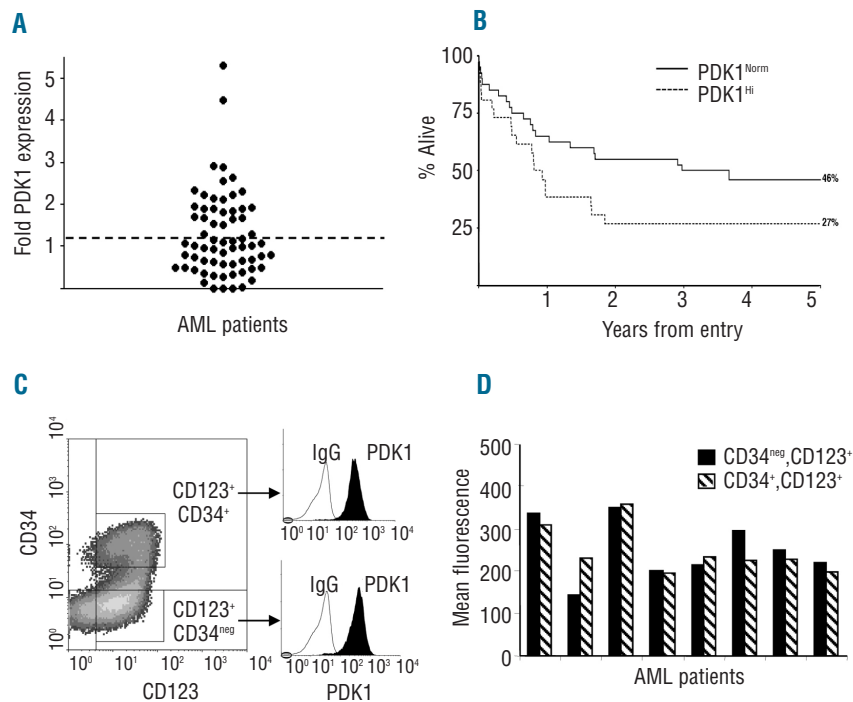 A
Fold PDK1 expression
5
4
3
2
1
AML patients
B
% Alive
100
75
50
25
PDK1Norm
PDK1Hi
46%
27%
1 2 3 4 5
Years from entry
C
CD34
10⁴
10³
10²
10¹
10⁰
10⁰ 10¹ 10² 10³ 10⁴
CD123
CD123⁺
CD34⁺
CD123⁺
CD34neg
IgG PDK1
10⁰ 10¹ 10² 10³ 10⁴
IgG PDK1
10⁰ 10¹ 10² 10³ 10⁴
PDK1
D
Mean fluorescence
500
400
300
200
100
0
CD34neg,CD123⁺
CD34⁺,CD123⁺
AML patients